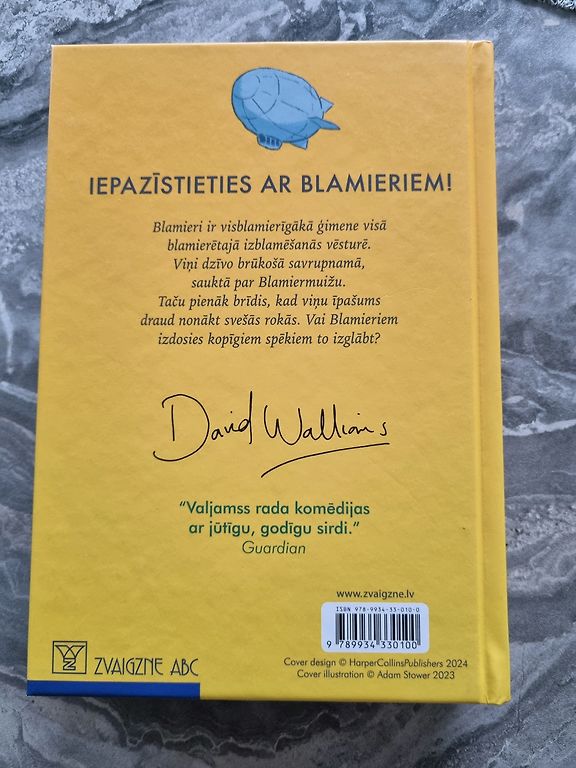 IEPAZĪSTIETIES AR BLAMIERIEM!
Blamieri ir visblamierīgākā ģimene visā
blamierētajā izblamēšanās vēsturē.
Viņi dzīvo brūkošā savrupnamā,
sauktā par Blamiermuižu.
Taču pienāk brīdis, kad viņu īpašums
draud nonākt svešās rokās. Vai Blamieriem
izdosies kopīgiem spēkiem to izglābt?
David Walliams
“Valjamss rada komēdijas
ar jūtīgu, godīgu sirdi.”
Guardian
www.zvaigzne.lv
ISBN 978-9934-33-010-0
9 789934 330100
ZVAIGZNE ABC
Cover design © HarperCollinsPublishers 2024
Cover illustration © Adam Stower 2023